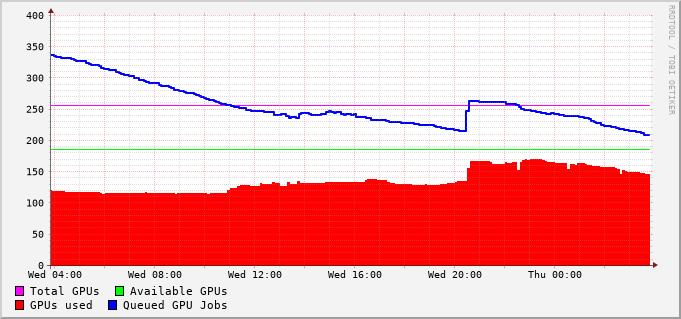 400
350
300
250
200
150
100
50
0
Wed 04:00 Wed 08:00 Wed 12:00 Wed 16:00 Wed 20:00 Thu 00:00
Total GPUs Available GPUs
GPUs used Queued GPU Jobs
RRDTOOL / TOBI OETIKER